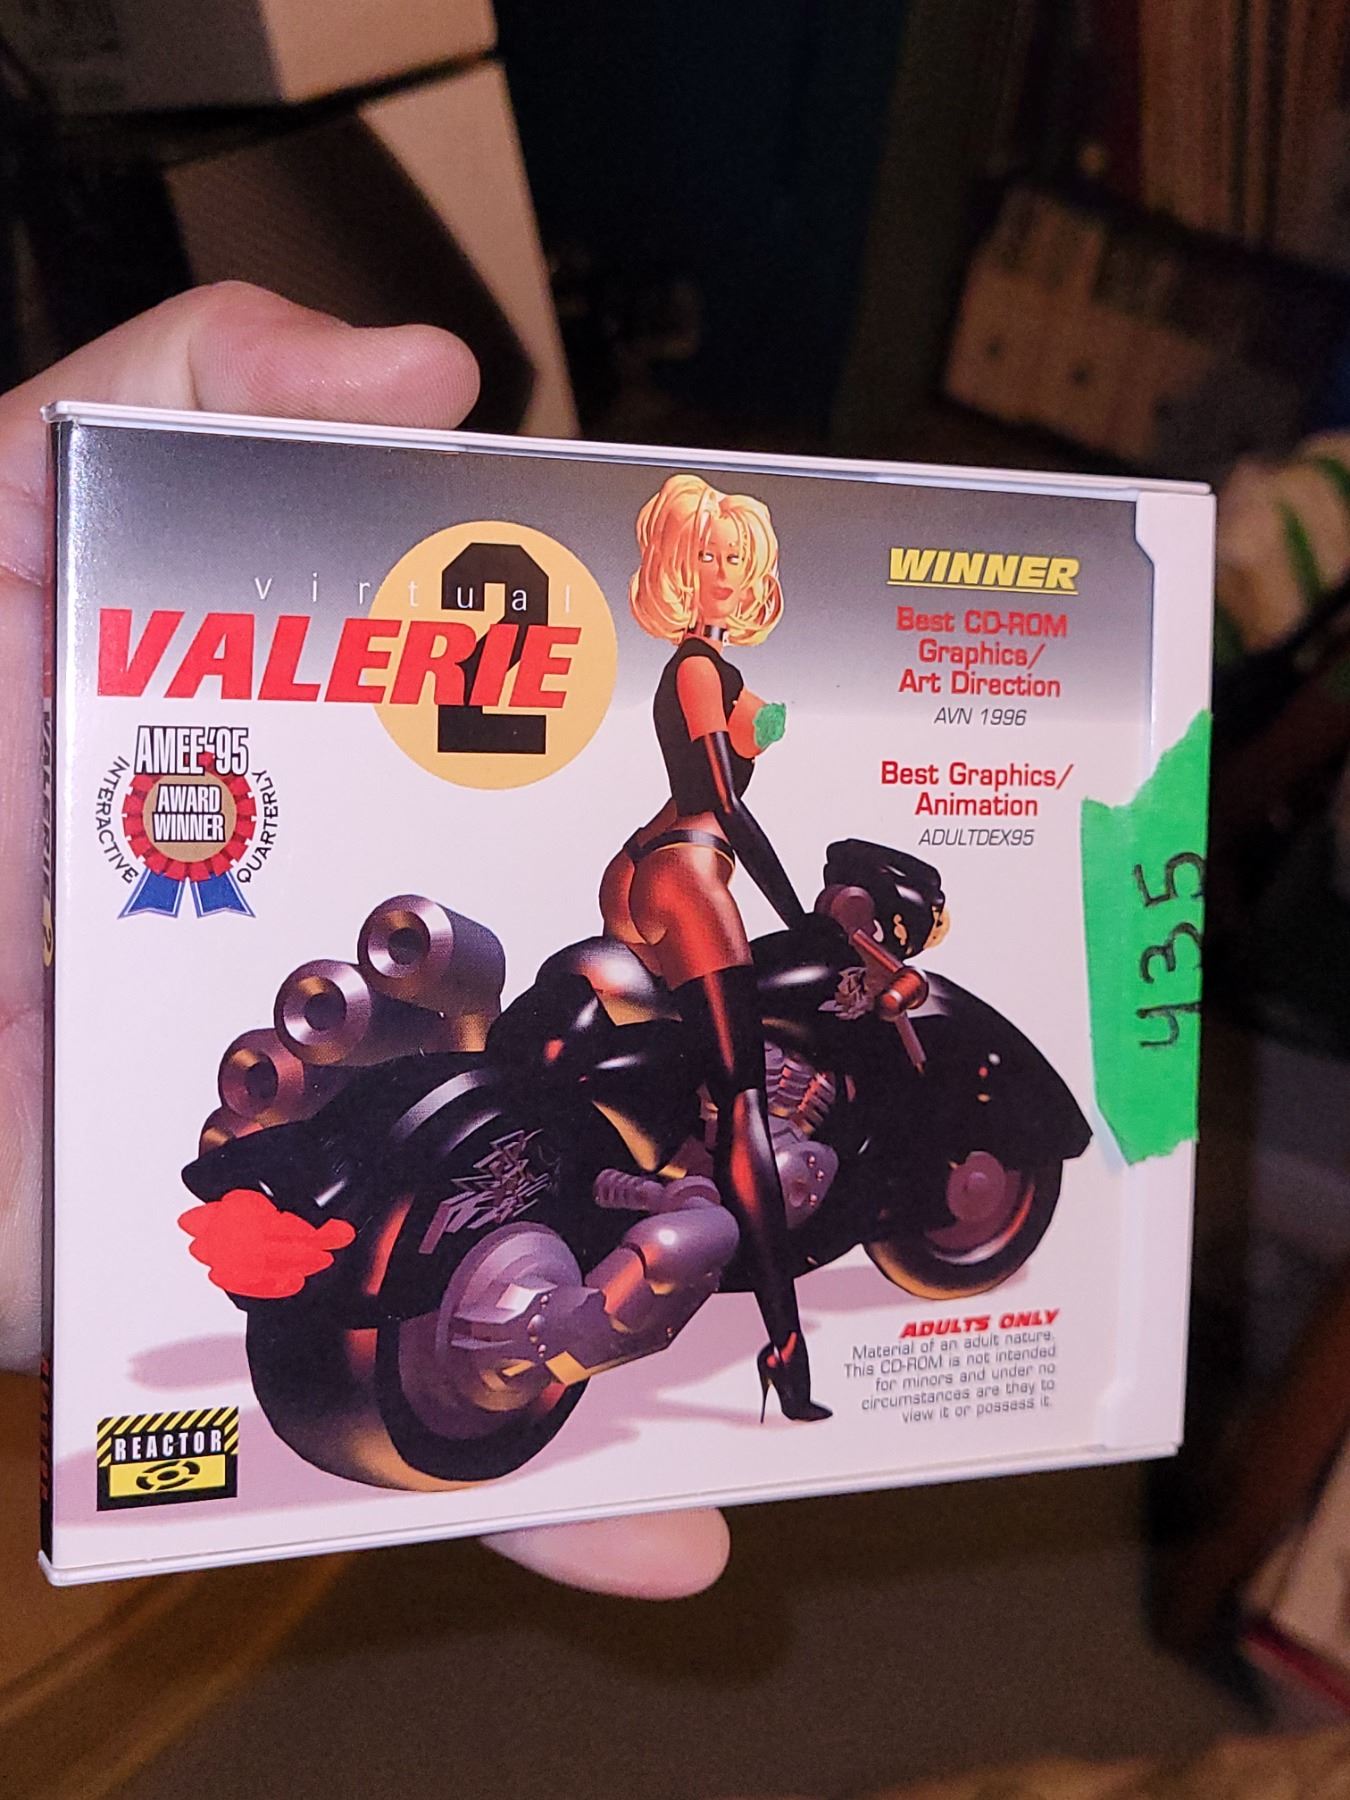 virtual
VALERIE
2
AMEE '95
INTERACTIVE
QUARTERLY
AWARD
WINNER
WINNER
Best CD-ROM
Graphics/
Art Direction
AVN 1996
Best Graphics/
Animation
ADULTDEX95
435
ADULTS ONLY
Material of an adult nature.
This CD-ROM is not intended
for minors and under no
circumstances are they to
view it or possess it.
REACTOR
VALERIE 2